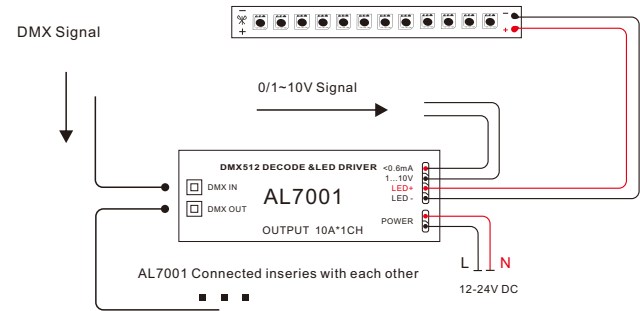 DMX Signal
0/1~10V Signal
DMX512 DECODE &LED DRIVER
<0.6mA
1...10V
LED+
LED -
DMX IN
DMX OUT
AL7001
POWER
OUTPUT 10A*1CH
L N
12-24V DC
AL7001 Connected inseries with each other